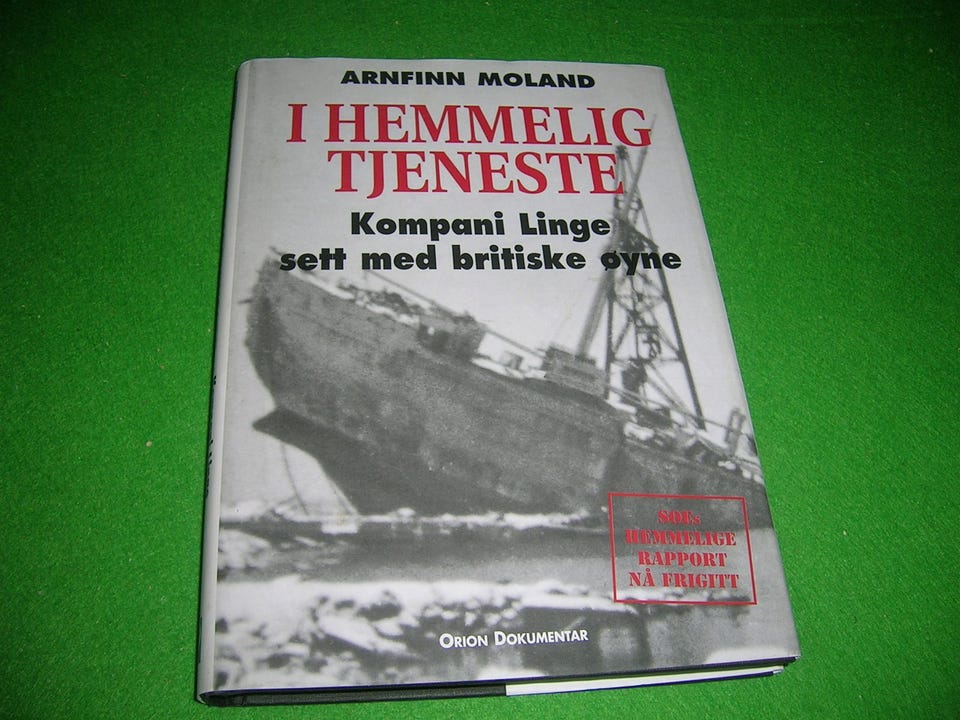 ARNFINN MOLAND
I HEMMELIG
TJENESTE
Kompani Linge
sett med britiske øyne
SOEs
HEMMELIGE
RAPPORT
NÅ FRIGITT
ORION DOKUMENTAR